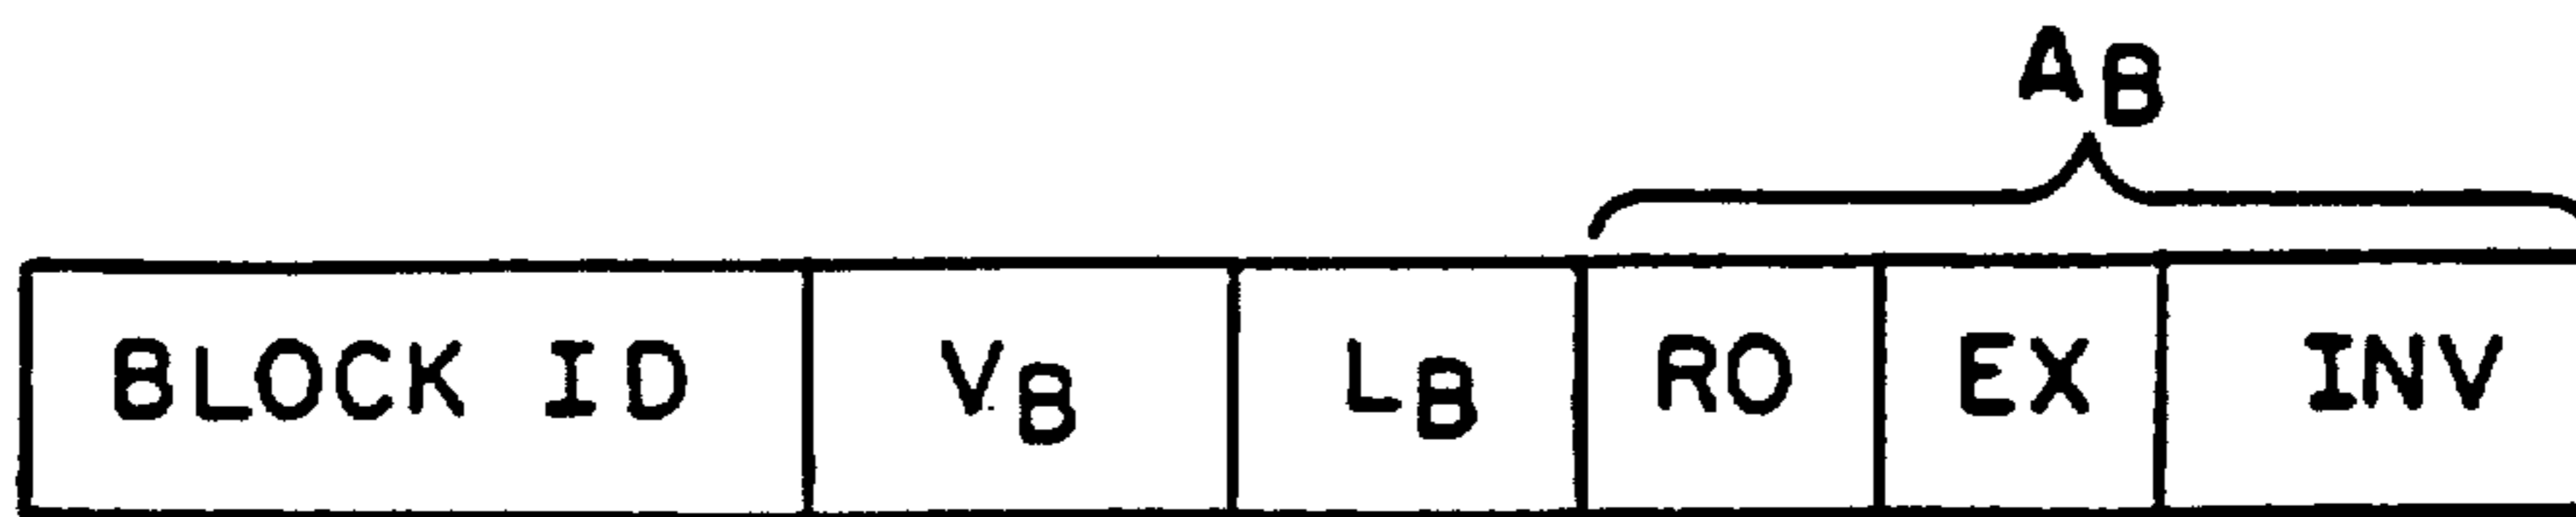 AB
BLOCK ID VB LB RO EX INV